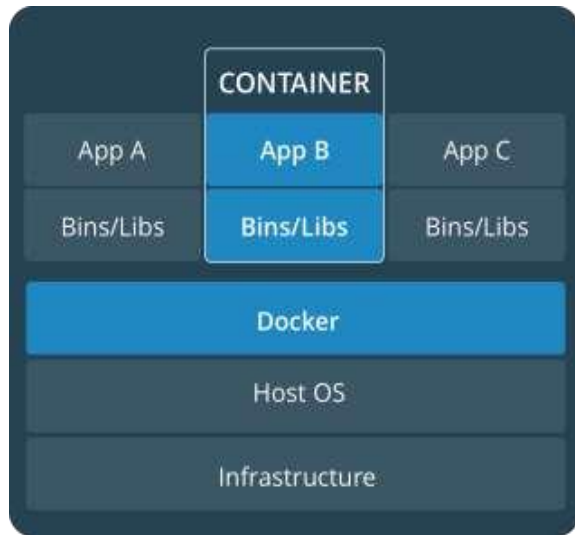 CONTAINER
App A App B App C
Bins/Libs Bins/Libs Bins/Libs
Docker
Host OS
Infrastructure